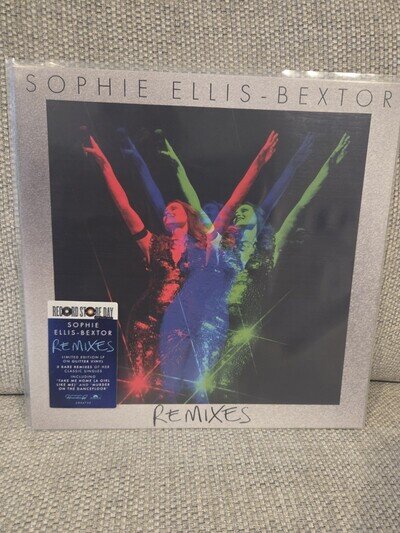 SOPHIE ELLIS-BEXTOR
RECORD STORE DAY
SOPHIE
ELLIS-BEXTOR
REMIXES
LIMITED EDITION LP
ON GLITTER VINYL
RARE REMIXES OF HER
CLASSIC SINGLES
INCLUDING
'TAKE ME HOME (A GIRL
LIKE ME)' AND 'MURDER
ON THE DANCEFLOOR'
REMIXES